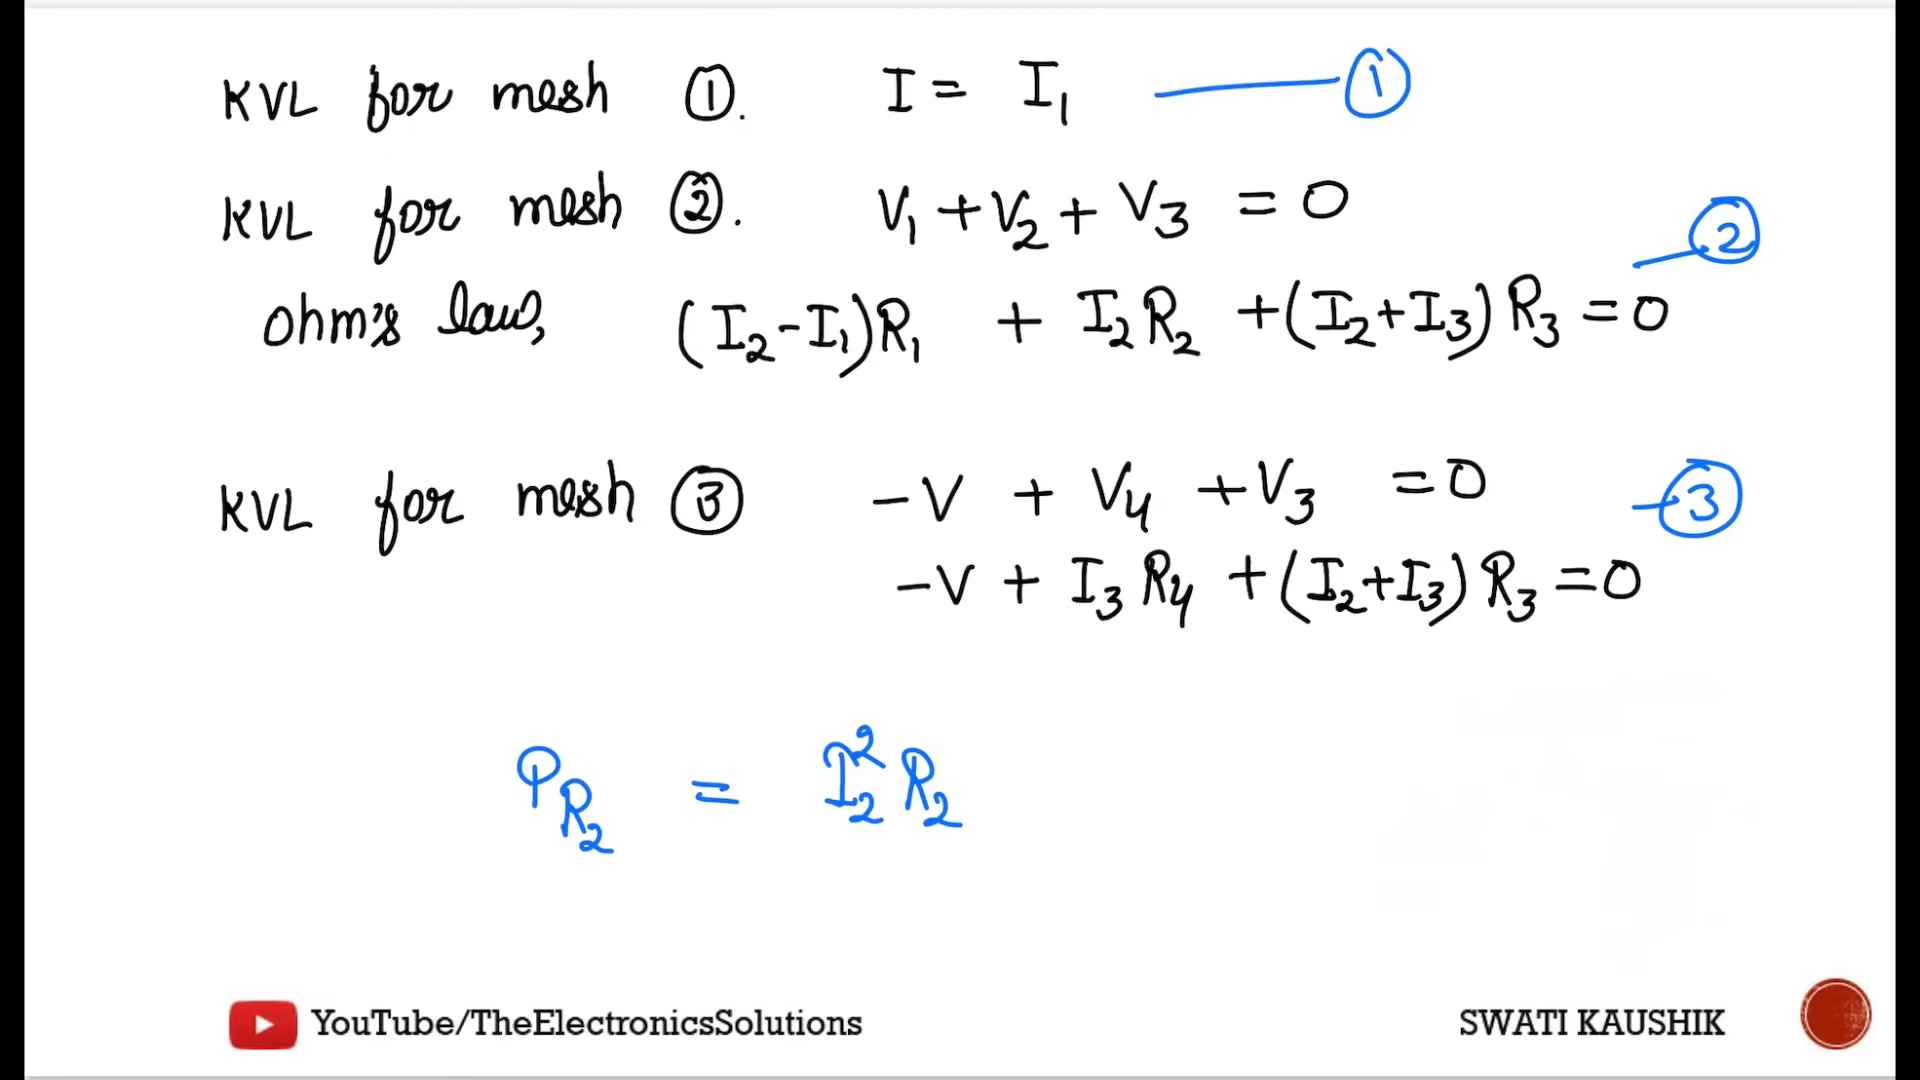 KVL for mesh ①. I = I₁ —— ①
KVL for mesh ②. V₁ + V₂ + V₃ = 0
— ②
ohm's law, (I₂-I₁)R₁ + I₂R₂ +(I₂+I₃)R₃ = 0
KVL for mesh ③ -V + V₄ + V₃ = 0 — ③
-V + I₃R₄ + (I₂+I₃)R₃ = 0
P_R₂ = I₂² R₂
YouTube/TheElectronicsSolutions SWATI KAUSHIK